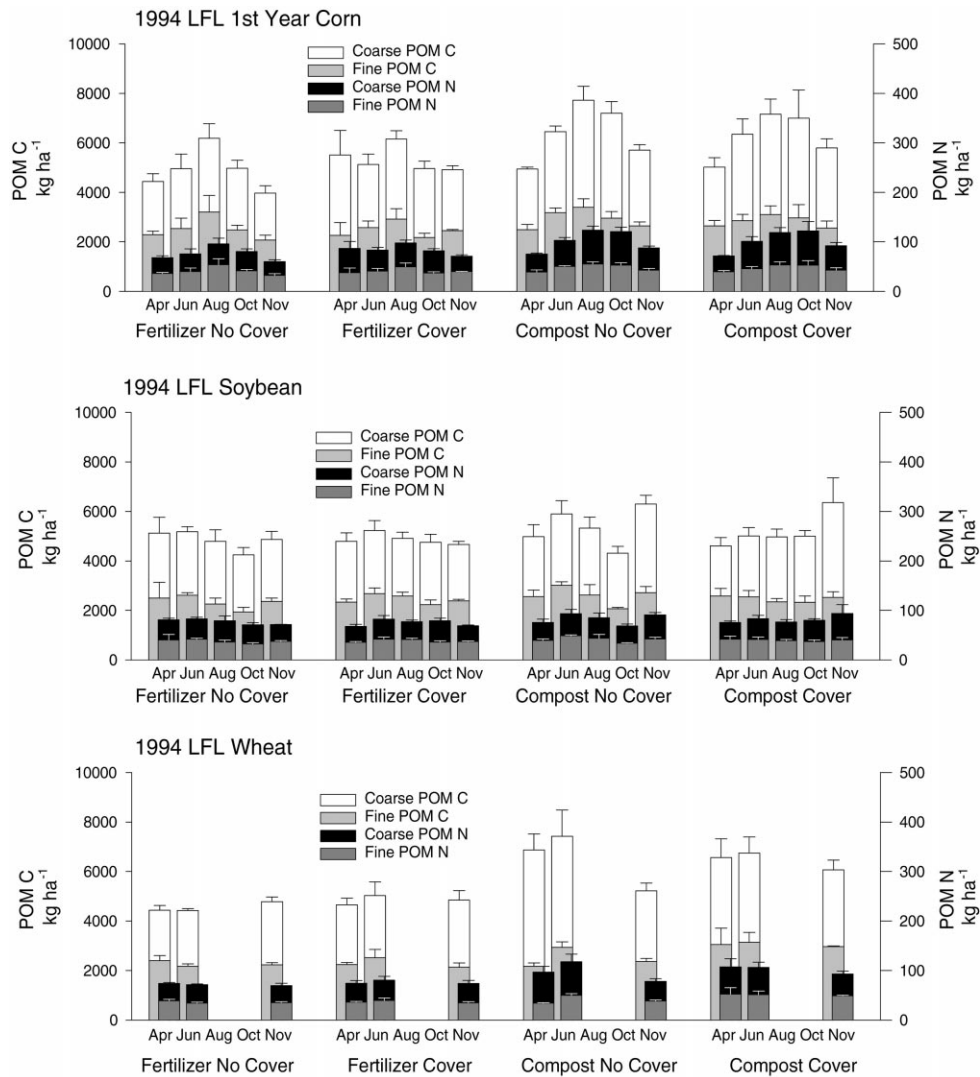 1994 LFL 1st Year Corn
10000
8000
6000
4000
2000
0
POM C
kg ha-1
Coarse POM C
Fine POM C
Coarse POM N
Fine POM N
500
400
300
200
100
0
POM N
kg ha-1
Apr Jun Aug Oct Nov
Apr Jun Aug Oct Nov
Apr Jun Aug Oct Nov
Apr Jun Aug Oct Nov
Fertilizer No Cover
Fertilizer Cover
Compost No Cover
Compost Cover
1994 LFL Soybean
10000
8000
6000
4000
2000
0
POM C
kg ha-1
Coarse POM C
Fine POM C
Coarse POM N
Fine POM N
500
400
300
200
100
0
POM N
kg ha-1
Apr Jun Aug Oct Nov
Apr Jun Aug Oct Nov
Apr Jun Aug Oct Nov
Apr Jun Aug Oct Nov
Fertilizer No Cover
Fertilizer Cover
Compost No Cover
Compost Cover
1994 LFL Wheat
10000
8000
6000
4000
2000
0
POM C
kg ha-1
Coarse POM C
Fine POM C
Coarse POM N
Fine POM N
500
400
300
200
100
0
POM N
kg ha-1
Apr Jun Aug Oct Nov
Apr Jun Aug Oct Nov
Apr Jun Aug Oct Nov
Apr Jun Aug Oct Nov
Fertilizer No Cover
Fertilizer Cover
Compost No Cover
Compost Cover